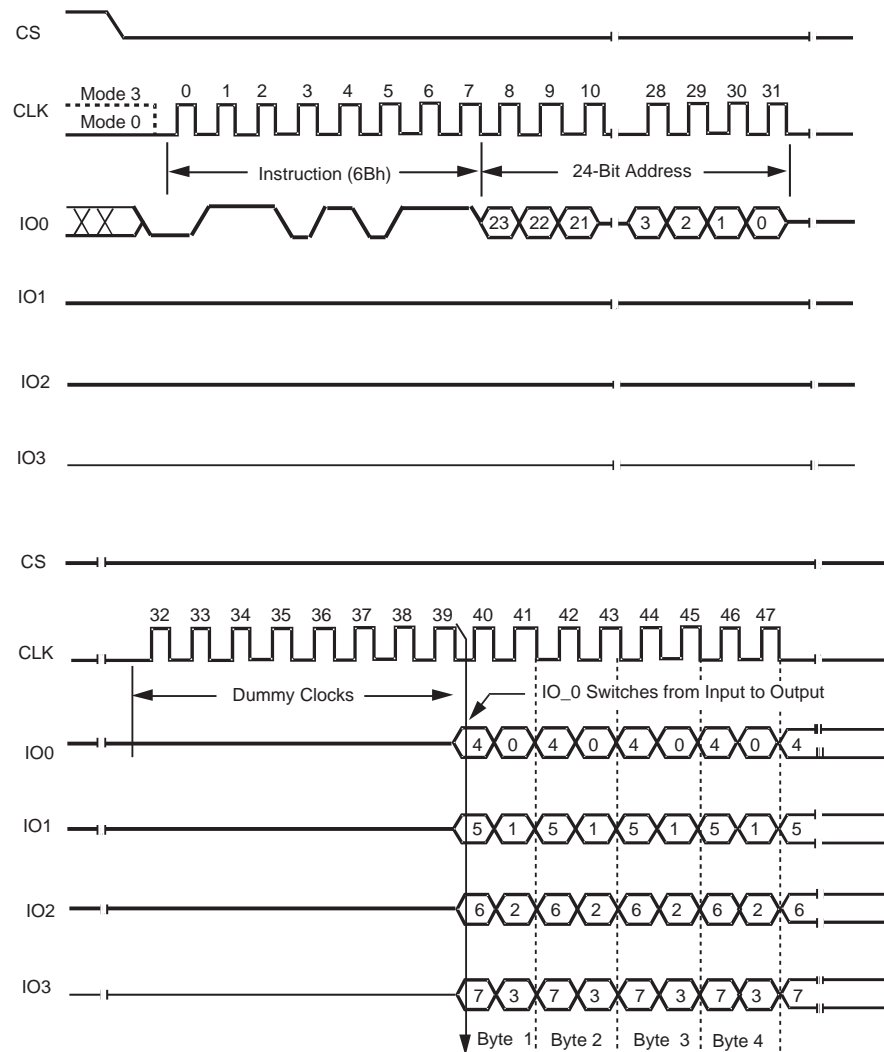 CS
Mode 3
0 1 2 3 4 5 6 7 8 9 10 28 29 30 31
CLK
Mode 0
Instruction (6Bh) 24-Bit Address
IO0 23 22 21 3 2 1 0
IO1
IO2
IO3
CS
32 33 34 35 36 37 38 39 40 41 42 43 44 45 46 47
CLK
Dummy Clocks IO_0 Switches from Input to Output
IO0 4 0 4 0 4 0 4 0 4
IO1 5 1 5 1 5 1 5 1 5
IO2 6 2 6 2 6 2 6 2 6
IO3 7 3 7 3 7 3 7 3 7
Byte 1 Byte 2 Byte 3 Byte 4